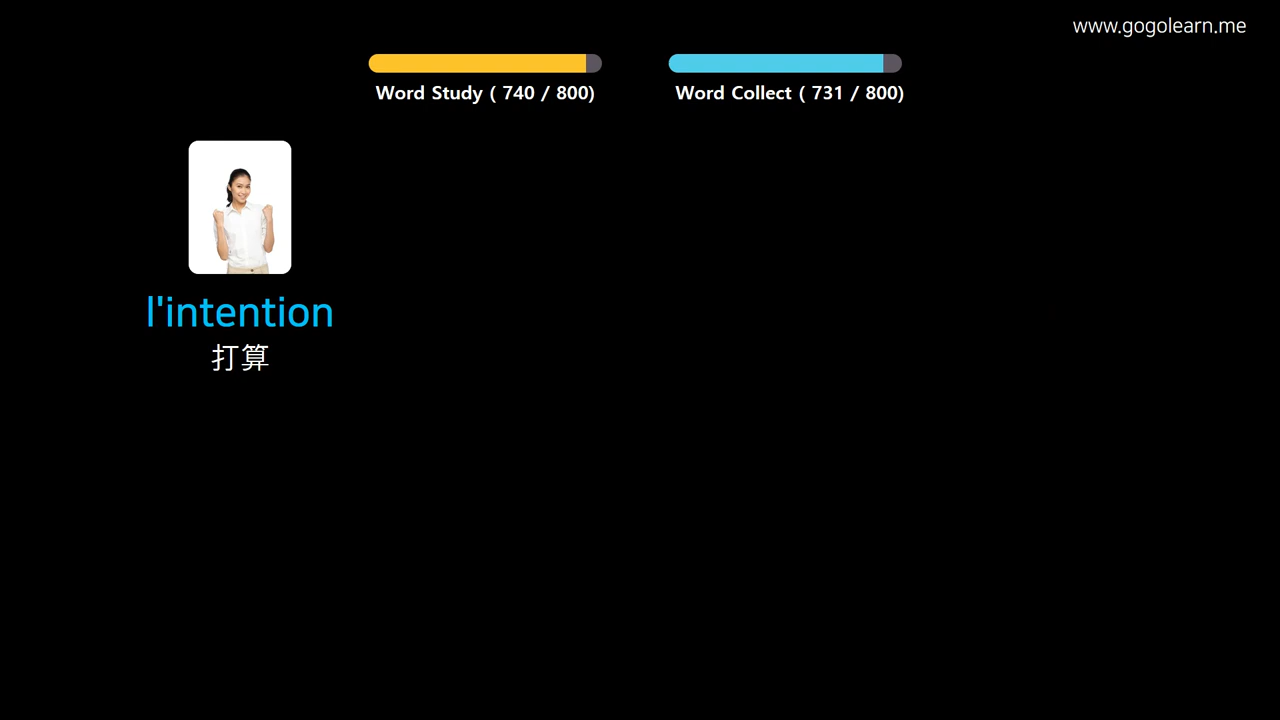 www.gogolearn.me
Word Study ( 740 / 800)
Word Collect ( 731 / 800)
l'intention
打算